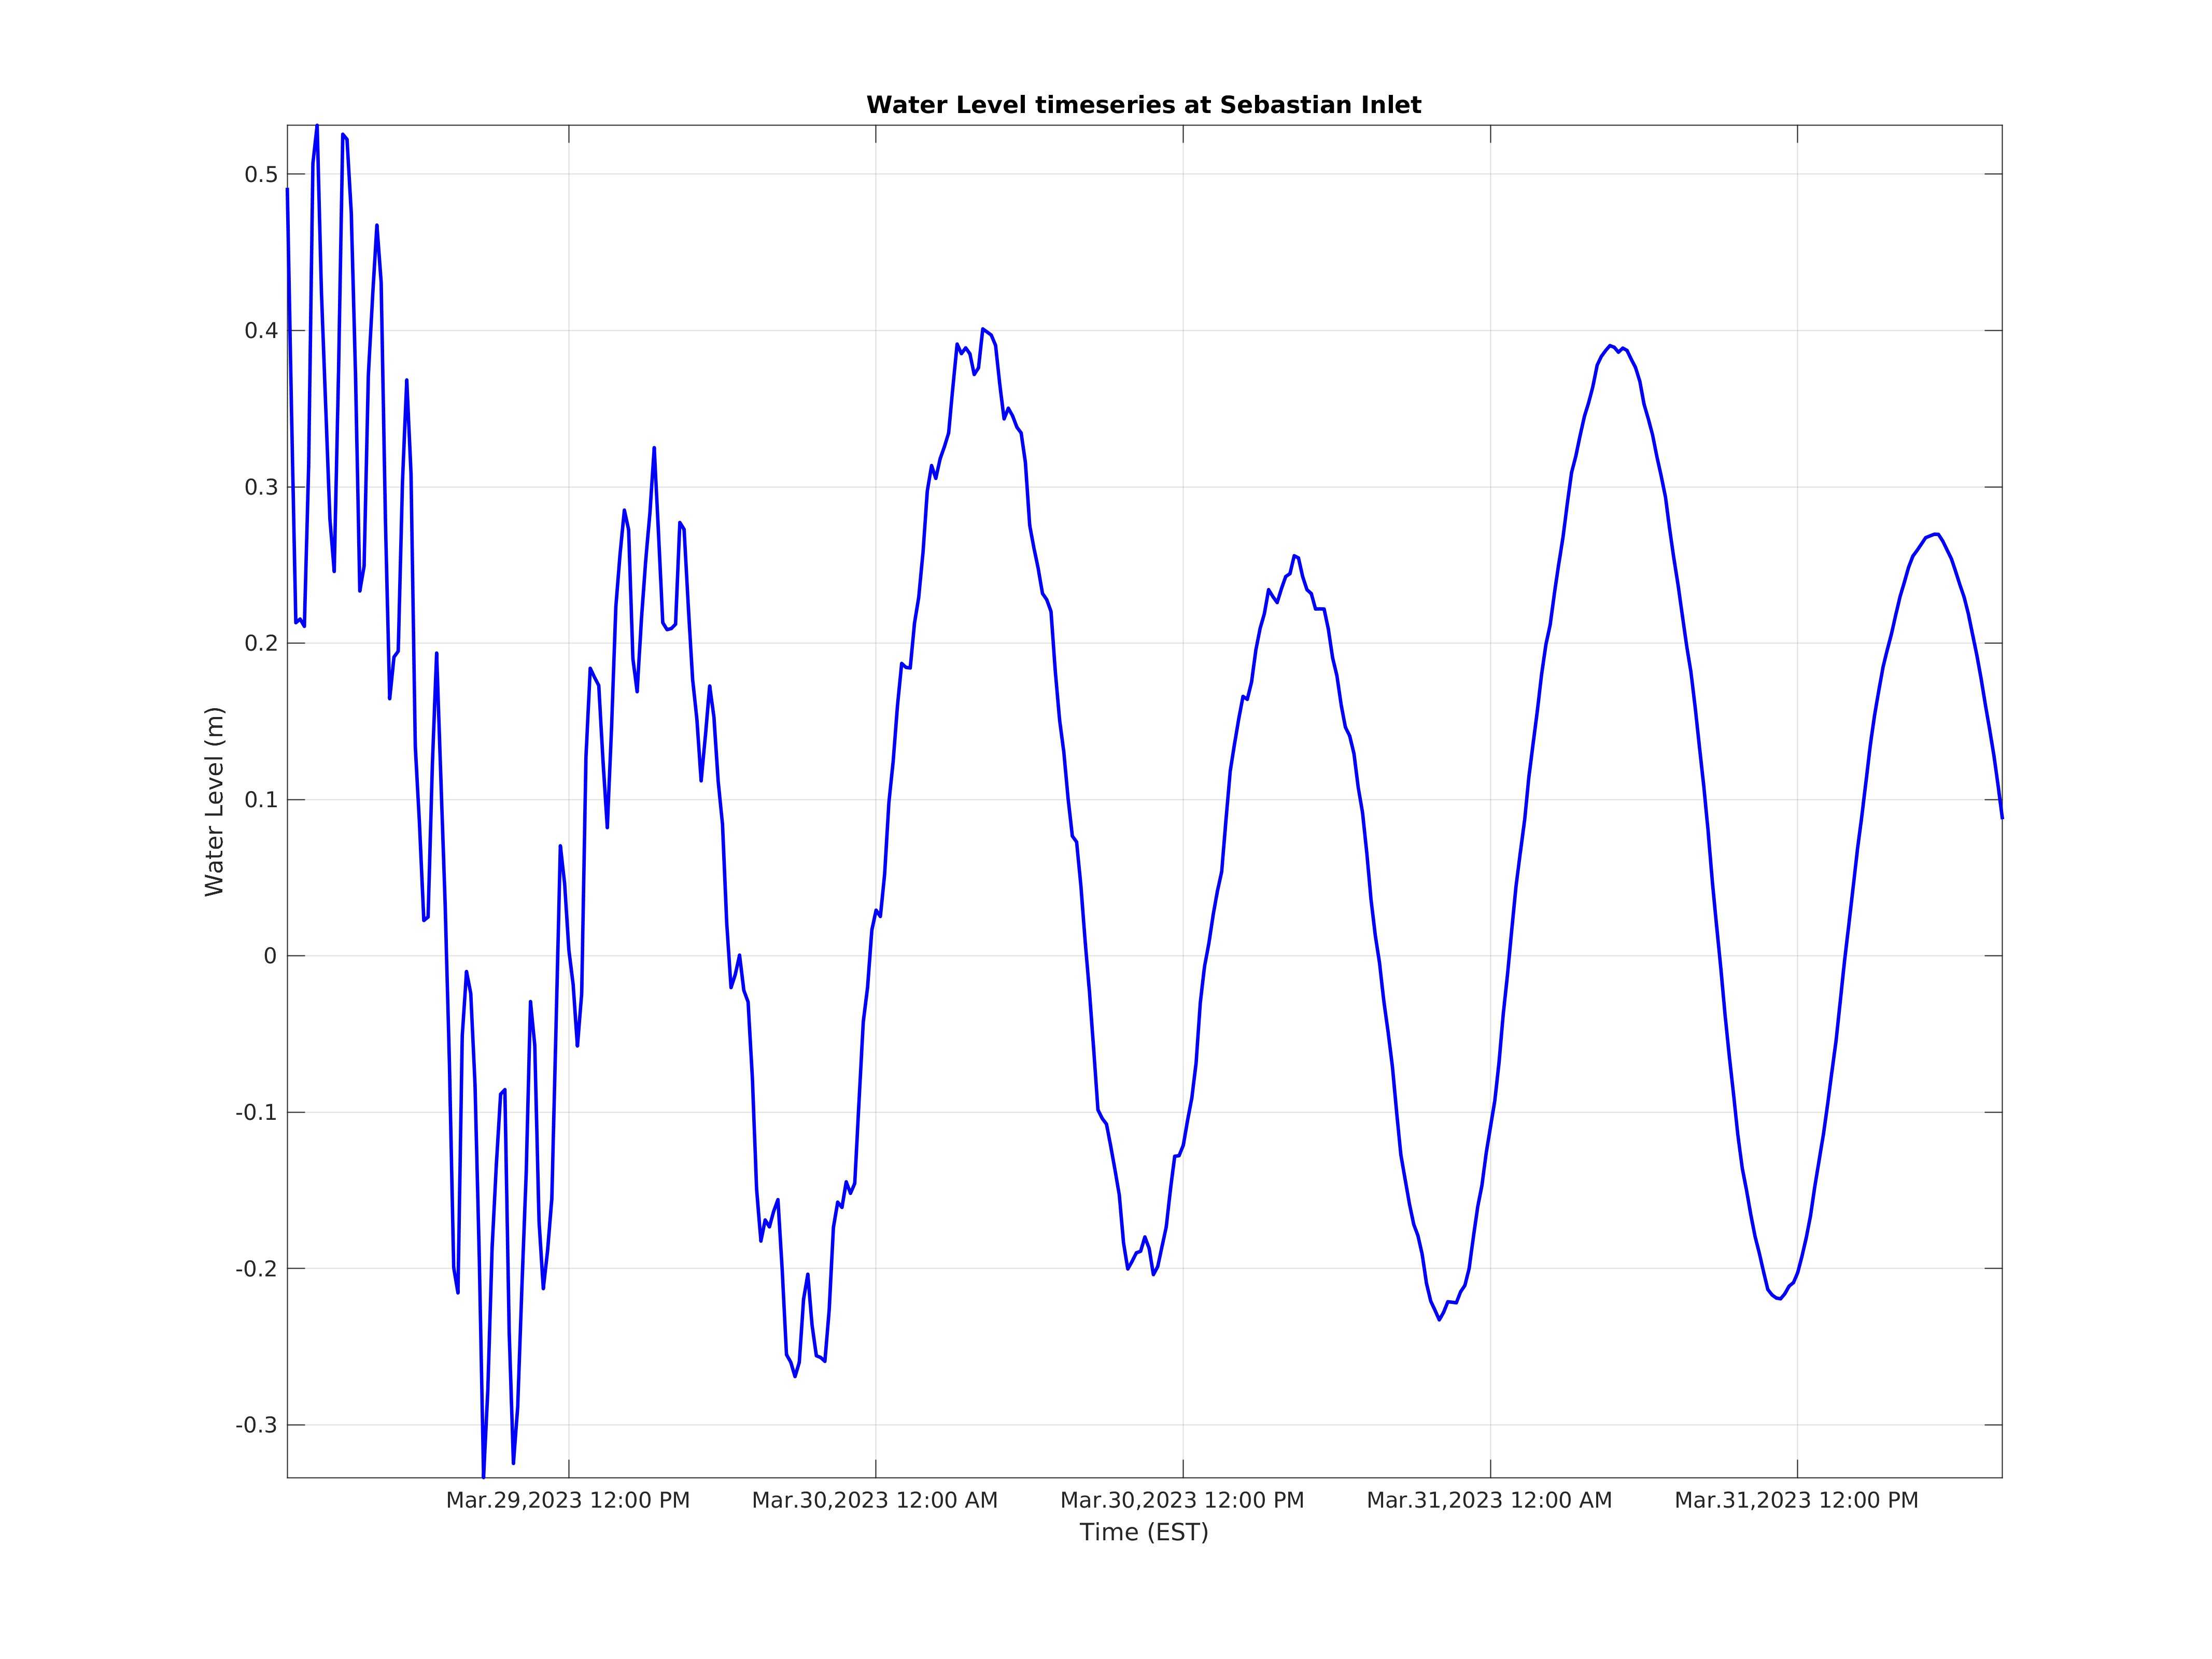 Water Level timeseries at Sebastian Inlet
0.5
0.4
0.3
0.2
0.1
0
-0.1
-0.2
-0.3
Water Level (m)
Mar.29,2023 12:00 PM
Mar.30,2023 12:00 AM
Mar.30,2023 12:00 PM
Mar.31,2023 12:00 AM
Mar.31,2023 12:00 PM
Time (EST)